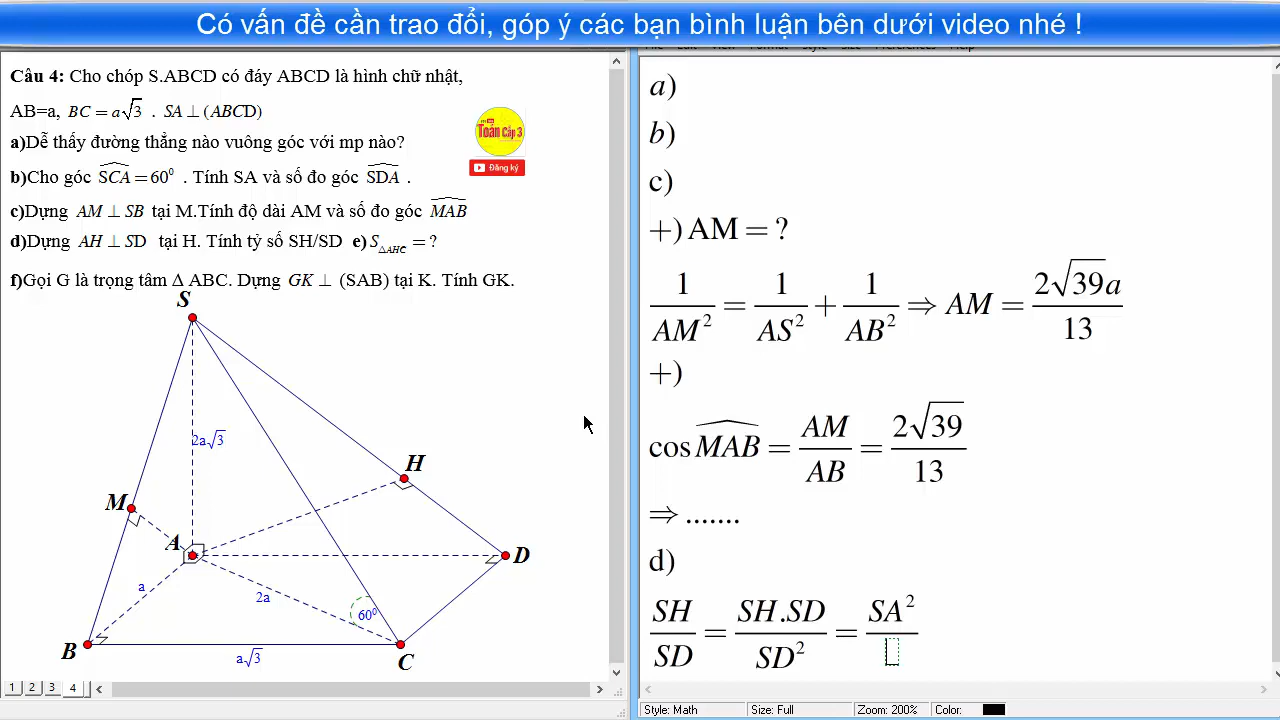 Có vấn đề cần trao đổi, góp ý các bạn bình luận bên dưới video nhé !
Câu 4: Cho chóp S.ABCD có đáy ABCD là hình chữ nhật,
AB=a, BC = a√3 . SA ⊥ (ABCD)
a)Dễ thấy đường thẳng nào vuông góc với mp nào?
b)Cho góc SCA = 60⁰ . Tính SA và số đo góc SDA .
c)Dựng AM ⊥ SB tại M.Tính độ dài AM và số đo góc MAB
d)Dựng AH ⊥ SD tại H. Tính tỷ số SH/SD e) S_ΔAHC = ?
f)Gọi G là trọng tâm Δ ABC. Dựng GK ⊥ (SAB) tại K. Tính GK.
Toán Cấp 3
Đăng ký
S
2a√3
H
M
A
D
a
2a
60⁰
B
a√3
C
1 2 3 4
a)
b)
c)
+) AM = ?
1/AM² = 1/AS² + 1/AB² ⇒ AM = 2√39a/13
+)
cos MAB = AM/AB = 2√39/13
⇒ .......
d)
SH/SD = SH.SD/SD² = SA²/
Style: Math Size: Full Zoom: 200% Color: